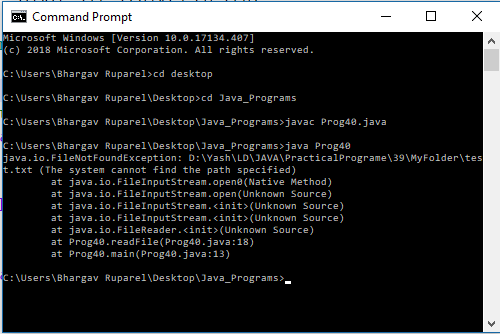 Command Prompt
Microsoft Windows [Version 10.0.17134.407]
(c) 2018 Microsoft Corporation. All rights reserved.
C:\Users\Bhargav Ruparel>cd desktop
C:\Users\Bhargav Ruparel\Desktop>cd Java_Programs
C:\Users\Bhargav Ruparel\Desktop\Java_Programs>javac Prog40.java
C:\Users\Bhargav Ruparel\Desktop\Java_Programs>java Prog40
java.io.FileNotFoundException: D:\Yash\LD\JAVA\PracticalPrograme\39\MyFolder\tes
t.txt (The system cannot find the path specified)
at java.io.FileInputStream.open0(Native Method)
at java.io.FileInputStream.open(Unknown Source)
at java.io.FileInputStream.<init>(Unknown Source)
at java.io.FileInputStream.<init>(Unknown Source)
at java.io.FileReader.<init>(Unknown Source)
at Prog40.readFile(Prog40.java:18)
at Prog40.main(Prog40.java:13)
C:\Users\Bhargav Ruparel\Desktop\Java_Programs>